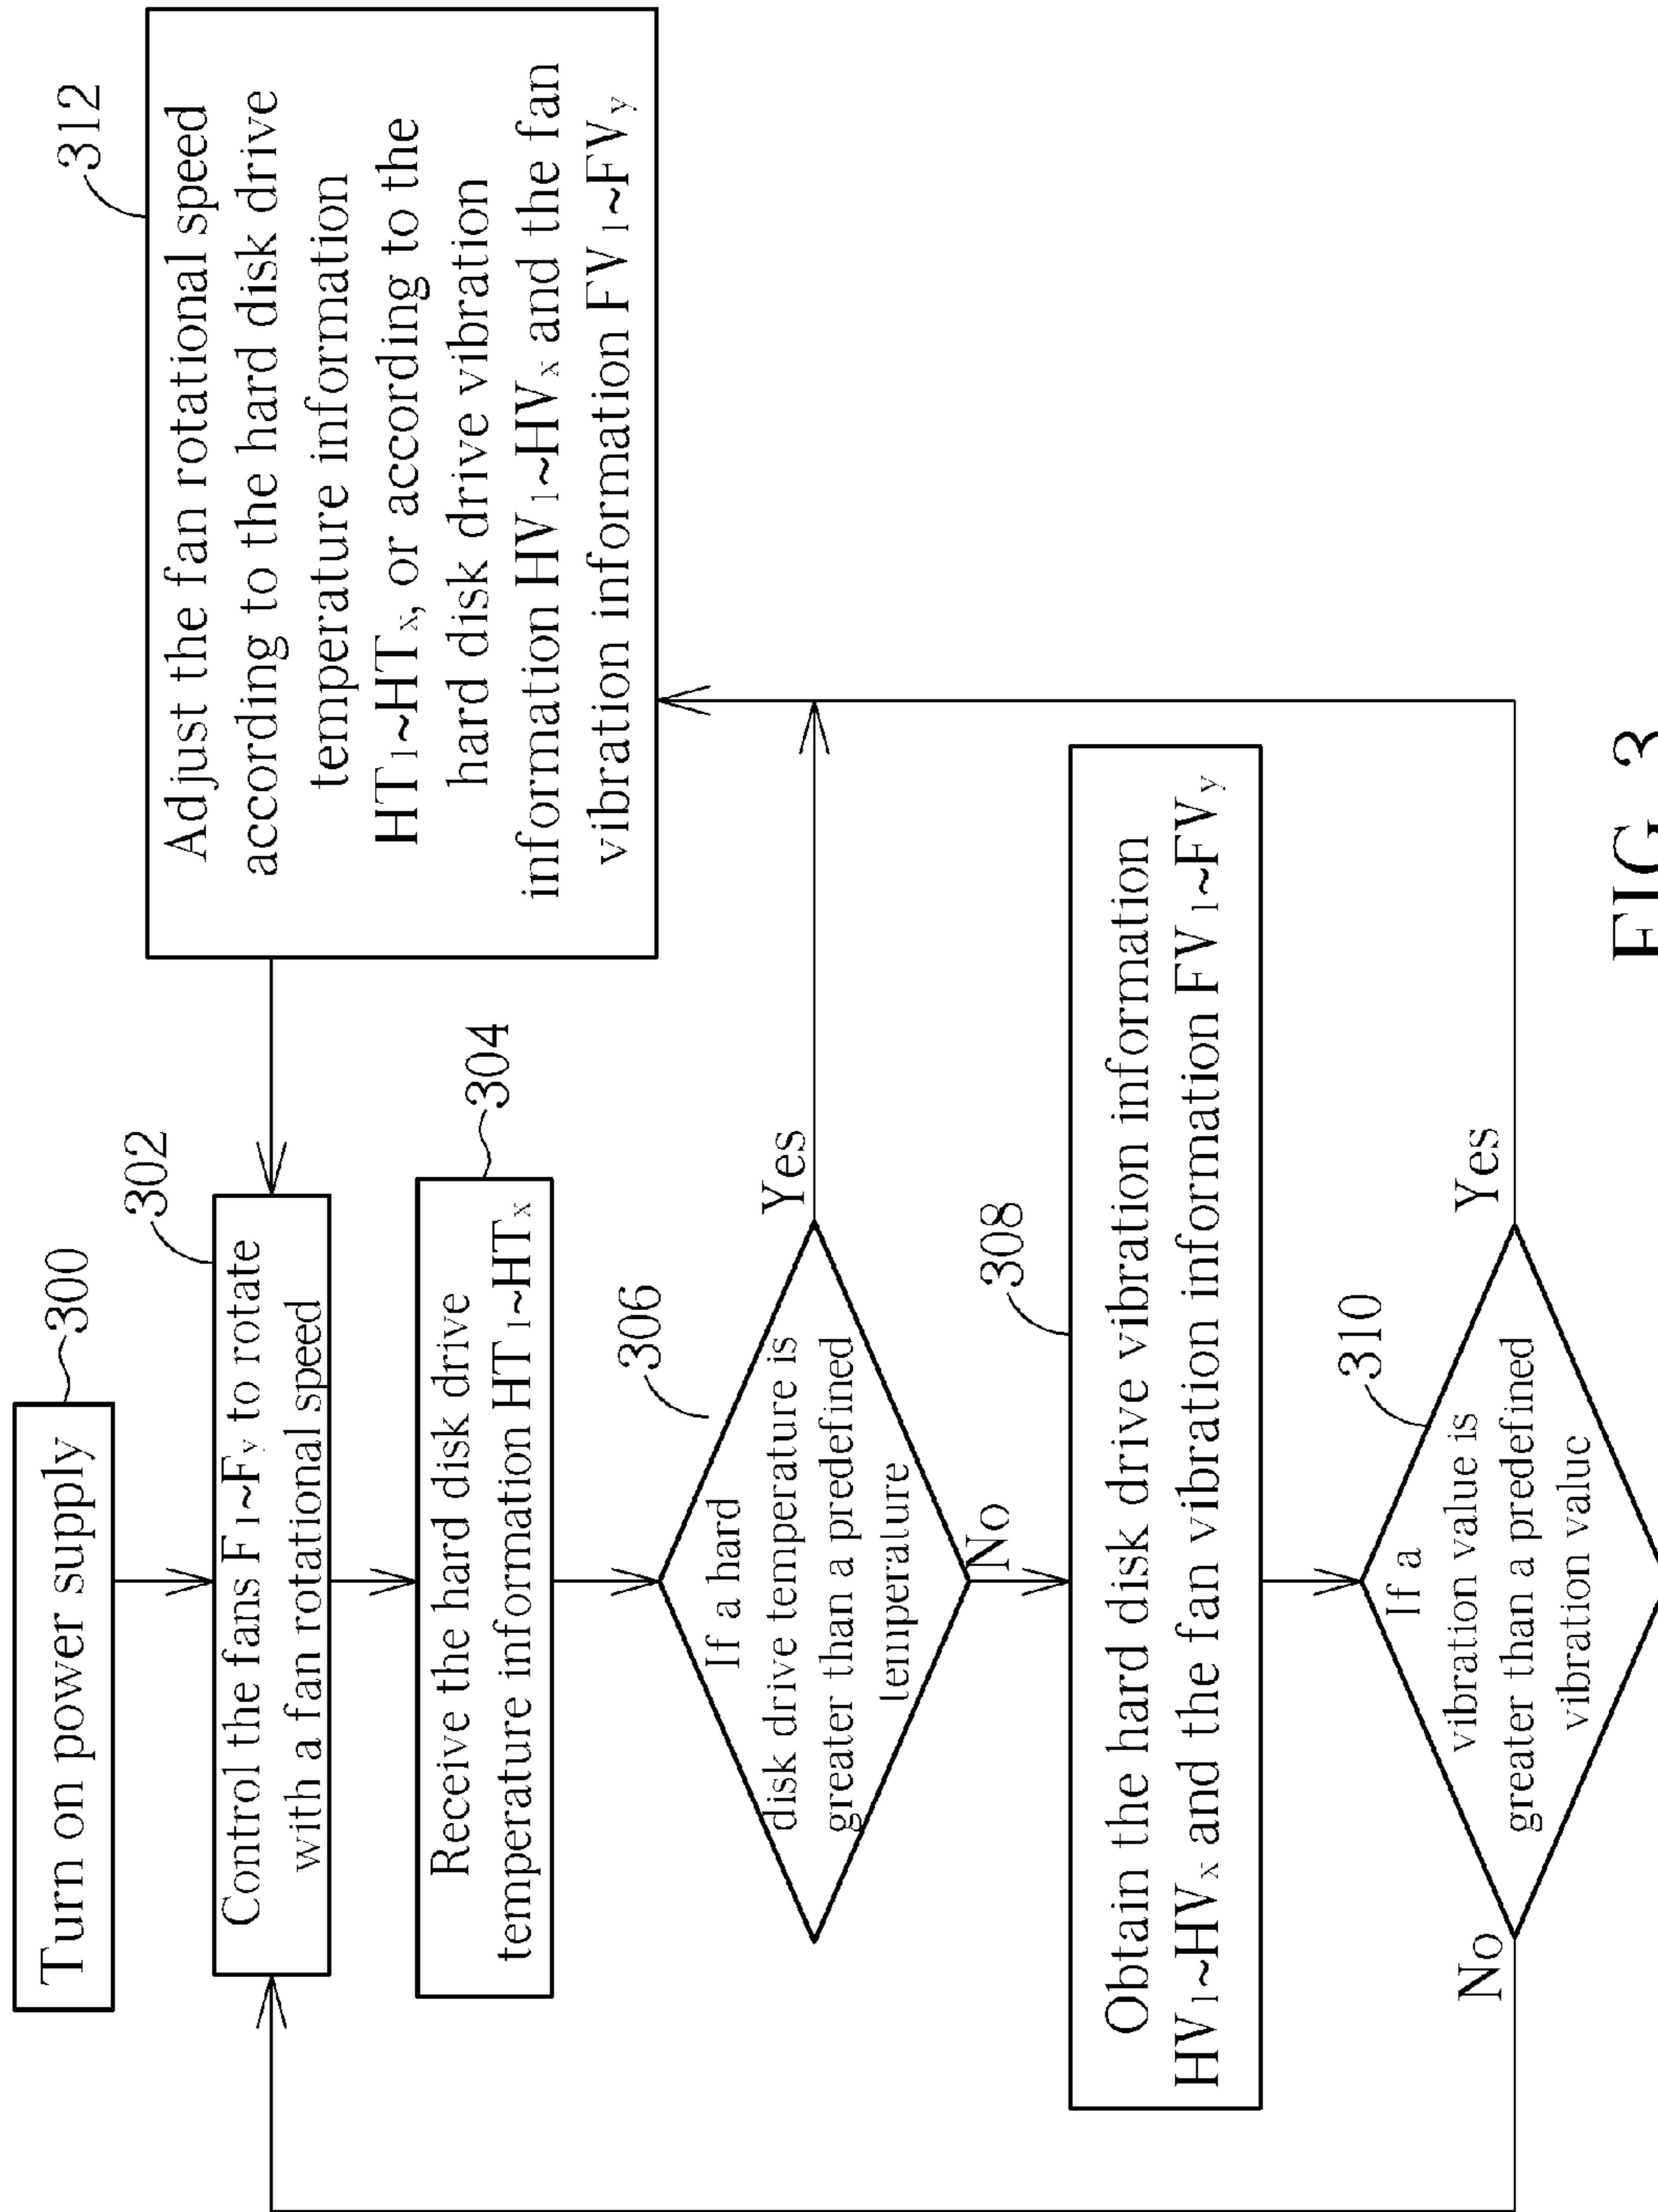 Turn on power supply
300
Control the fans F1~Fy to rotate
with a fan rotational speed
302
Receive the hard disk drive
temperature information HT1~HTx
304
If a hard
disk drive temperature is
greater than a predefined
temperature
306
Yes
No
Obtain the hard disk drive vibration information
HV1~HVx and the fan vibration information FV1~FVy
308
If a
vibration value is
greater than a predefined
vibration value
310
Yes
No
Adjust the fan rotational speed
according to the hard disk drive
temperature information
HT1~HTx, or according to the
hard disk drive vibration
information HV1~HVx and the fan
vibration information FV1~FVy
312
FIG. 3